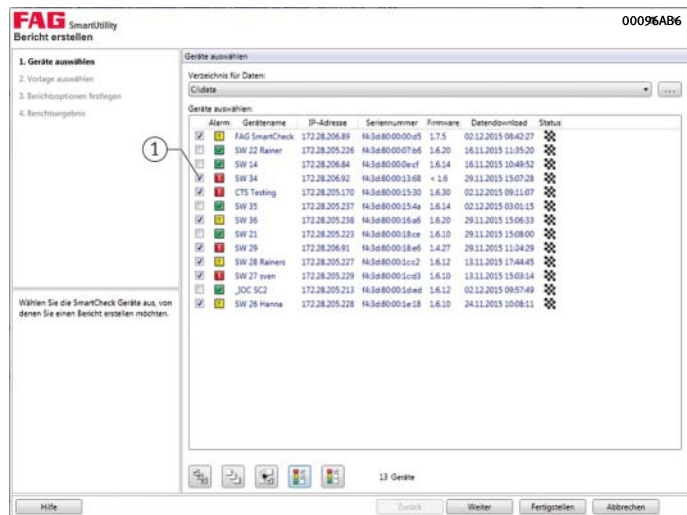 FAG SmartUtility
00096AB6
Bericht erstellen
1. Geräte auswählen
2. Vorlage auswählen
3. Berichtsoptionen festlegen
4. Berichtsergebnis
Geräte auswählen
Verzeichnis für Daten:
C:\data
...
Geräte auswählen:
Alarm Gerätename IP-Adresse Seriennummer Firmware Datendownload Status
FAG SmartCheck 172.28.206.89 f4:3d:80:00:00:d5 1.7.5 02.12.2015 08:42:27
SW 22 Rainer 172.28.205.226 f4:3d:80:00:07:b6 1.6.20 16.11.2015 11:35:20
SW 14 172.28.206.84 f4:3d:80:00:0e:cf 1.6.14 16.11.2015 10:49:52
1
SW 34 172.28.206.92 f4:3d:80:00:13:68 < 1.6 29.11.2015 15:07:28
CTS Testing 172.28.205.170 f4:3d:80:00:15:30 1.6.30 02.12.2015 09:11:07
SW 35 172.28.205.237 f4:3d:80:00:15:4a 1.6.14 02.12.2015 03:01:15
SW 36 172.28.205.238 f4:3d:80:00:16:a6 1.6.20 29.11.2015 15:06:33
SW 21 172.28.205.223 f4:3d:80:00:18:ce 1.6.10 29.11.2015 15:08:00
SW 29 172.28.206.91 f4:3d:80:00:18:e6 1.4.27 29.11.2015 11:24:29
SW 28 Rainers 172.28.205.227 f4:3d:80:00:1c:c2 1.6.12 13.11.2015 17:44:45
SW 27 sven 172.28.205.229 f4:3d:80:00:1c:d3 1.6.10 13.11.2015 15:03:14
_JOC SC2 172.28.205.213 f4:3d:80:00:1d:ed 1.6.12 02.12.2015 09:57:49
SW 26 Hanna 172.28.205.228 f4:3d:80:00:1e:18 1.6.10 24.11.2015 10:08:11
Wählen Sie die SmartCheck Geräte aus, von
denen Sie einen Bericht erstellen möchten.
13 Geräte
Hilfe
Zurück
Weiter
Fertigstellen
Abbrechen